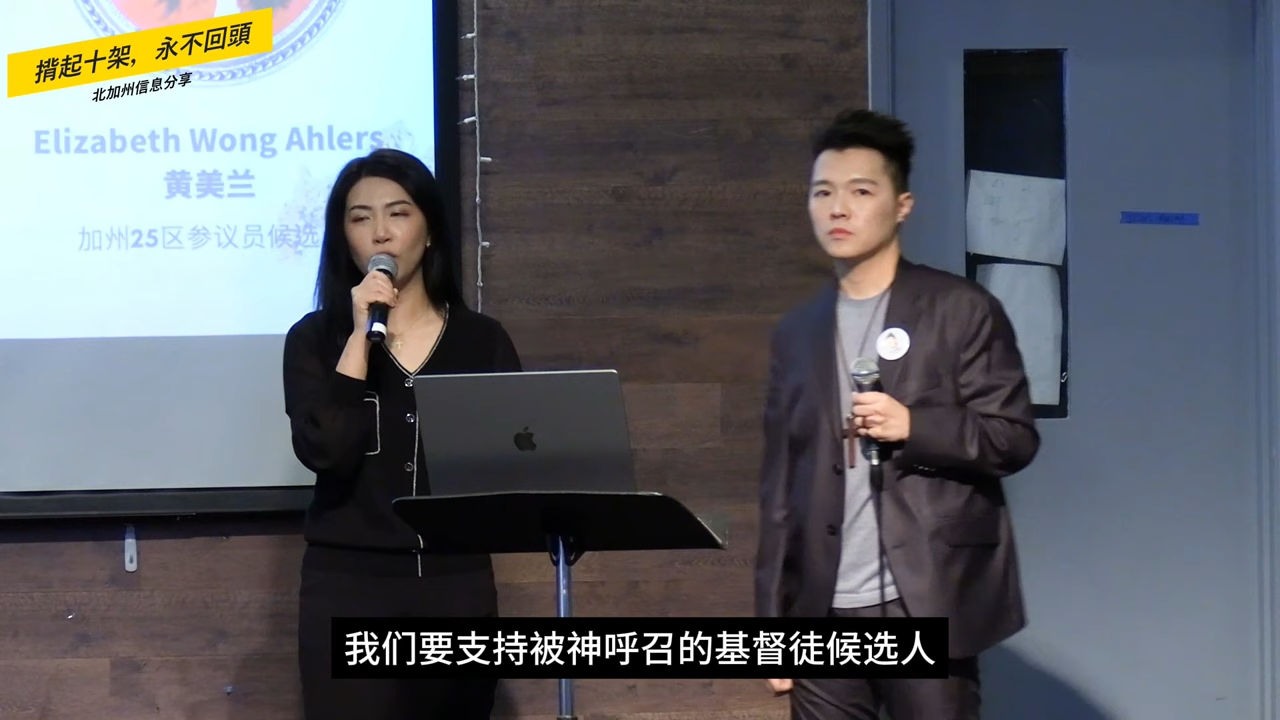 揹起十架，永不回頭
北加州信息分享
Elizabeth Wong Ahlers
黄美兰
加州25区参议员候选
我们要支持被神呼召的基督徒候选人